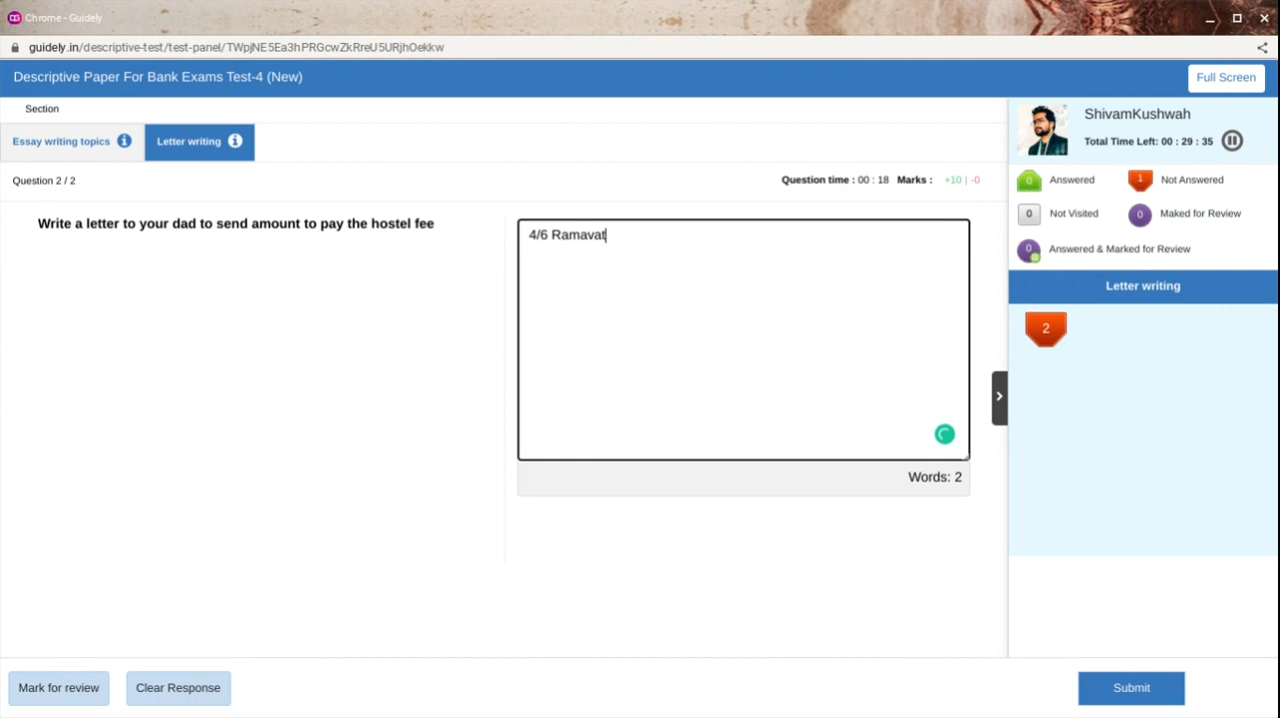 Chrome - Guidely
guidely.in/descriptive-test/test-panel/TWpjNE5Ea3hPRGcwZkRreU5URjhOekkw
Descriptive Paper For Bank Exams Test-4 (New)
Full Screen
Section
Essay writing topics
Letter writing
Question 2 / 2
Question time : 00 : 18 Marks : +10 | -0
Write a letter to your dad to send amount to pay the hostel fee
4/6 Ramavat
Words: 2
ShivamKushwah
Total Time Left: 00 : 29 : 35
0 Answered
1 Not Answered
0 Not Visited
0 Maked for Review
0 Answered & Marked for Review
Letter writing
2
Mark for review
Clear Response
Submit